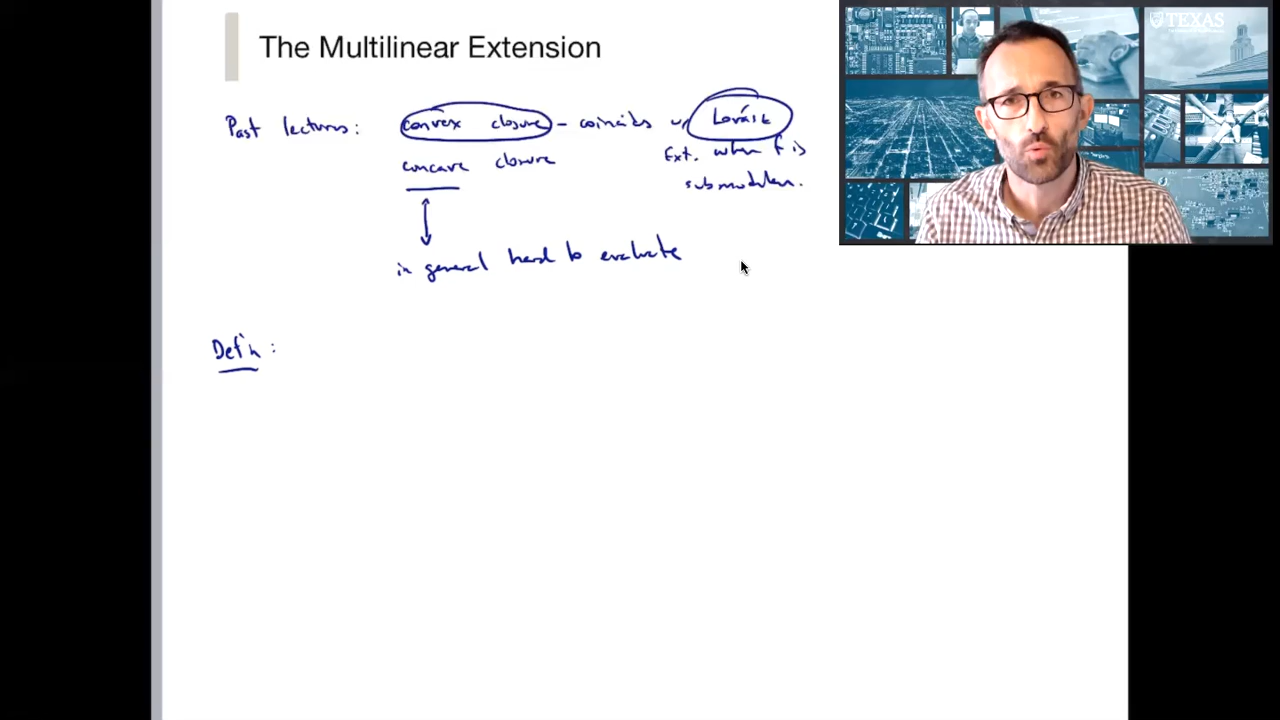 The Multilinear Extension
TEXAS
Past lectures: convex closure - coincides w/ Lovász
Ext. when f is
concave closure
submodular.
in general hard to evaluate
Def'n: